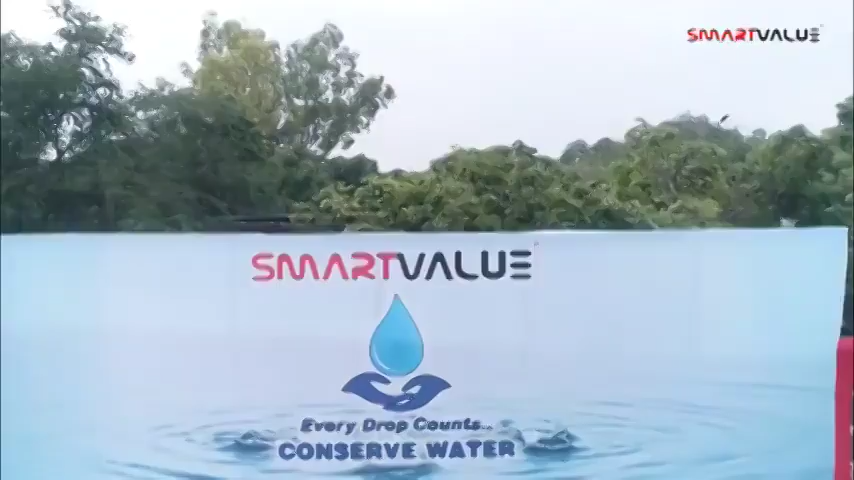 SMARTVALUE
SMARTVALUE
Every Drop Counts...
CONSERVE WATER